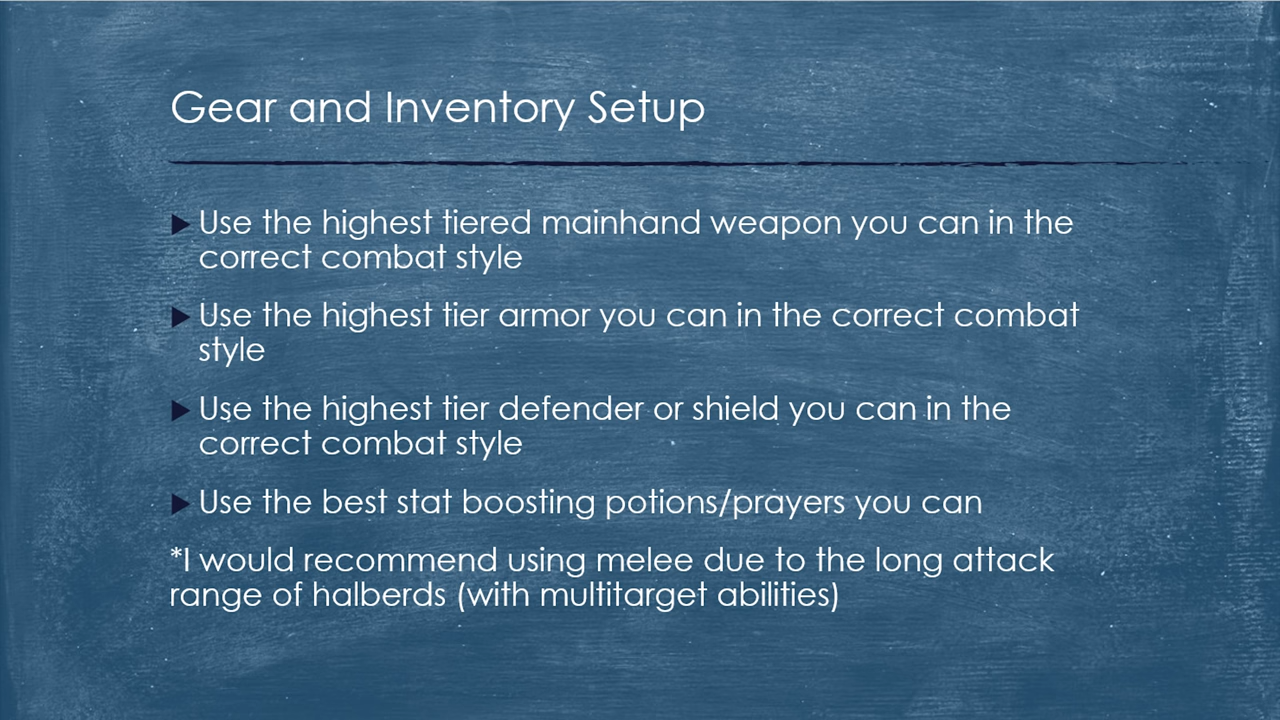 Gear and Inventory Setup
Use the highest tiered mainhand weapon you can in the
correct combat style
Use the highest tier armor you can in the correct combat
style
Use the highest tier defender or shield you can in the
correct combat style
Use the best stat boosting potions/prayers you can
*I would recommend using melee due to the long attack
range of halberds (with multitarget abilities)